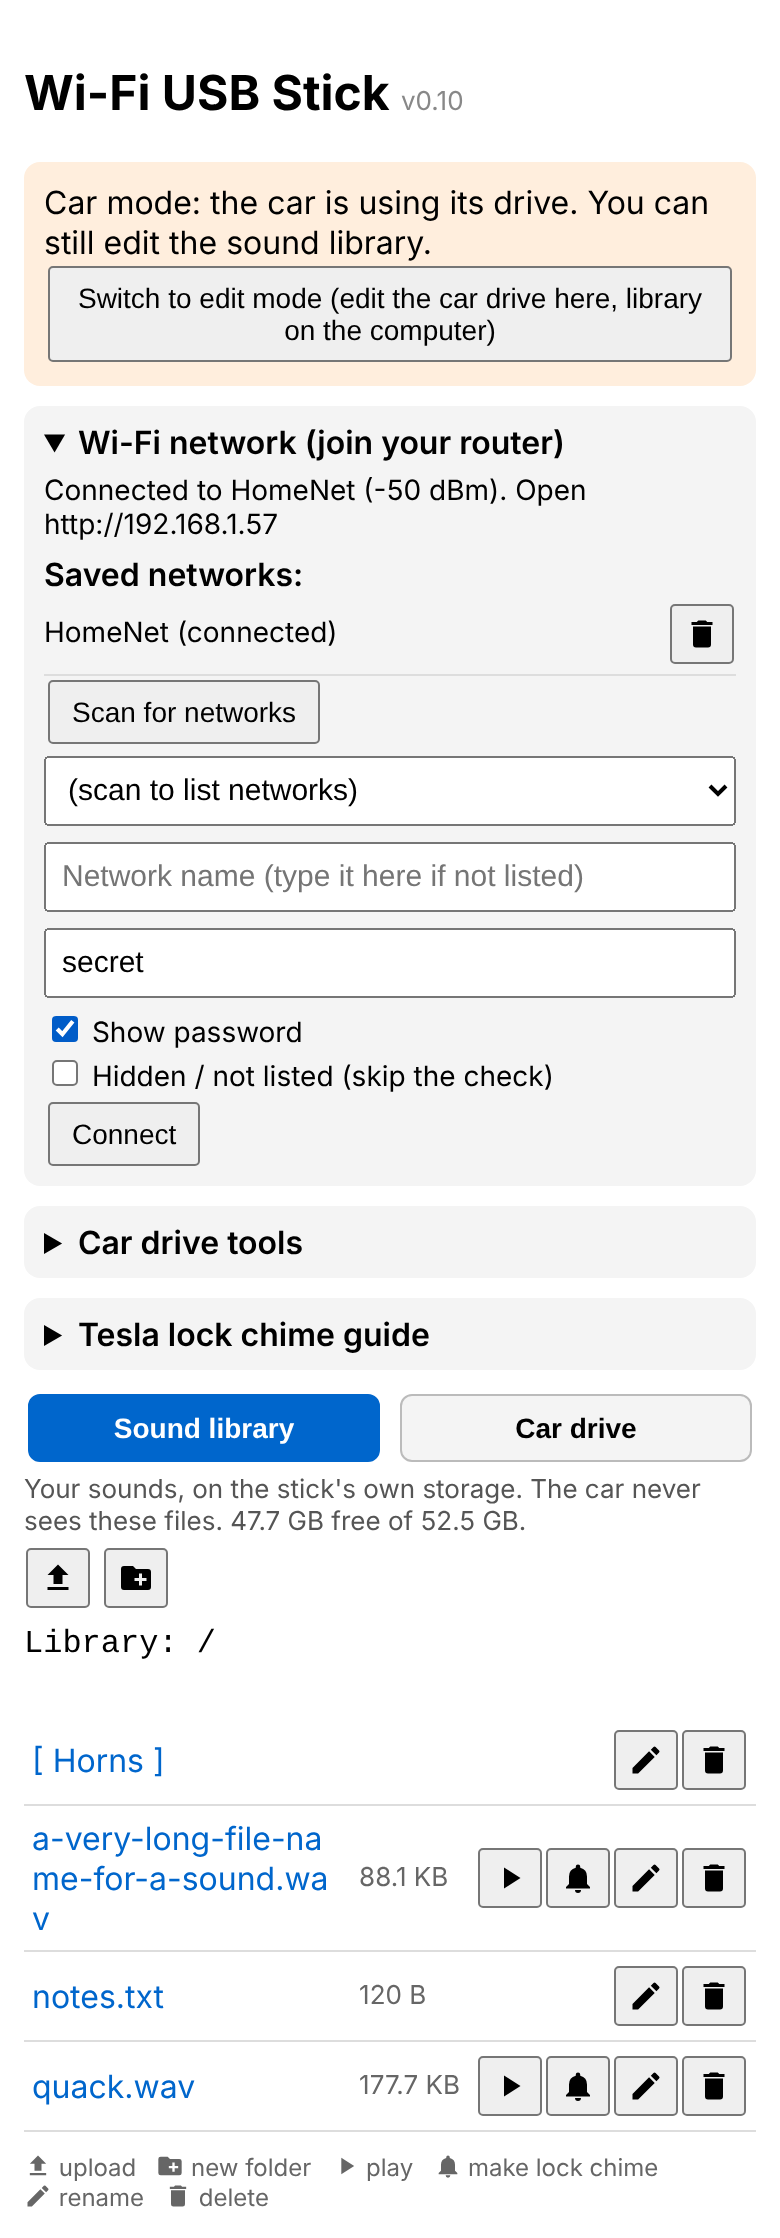 Wi-Fi USB Stick v0.10
Car mode: the car is using its drive. You can
still edit the sound library.
Switch to edit mode (edit the car drive here, library
on the computer)
Wi-Fi network (join your router)
Connected to HomeNet (-50 dBm). Open
http://192.168.1.57
Saved networks:
HomeNet (connected)
Scan for networks
(scan to list networks)
Network name (type it here if not listed)
secret
Show password
Hidden / not listed (skip the check)
Connect
Car drive tools
Tesla lock chime guide
Sound library Car drive
Your sounds, on the stick's own storage. The car never
sees these files. 47.7 GB free of 52.5 GB.
Library: /
[ Horns ]
a-very-long-file-na
me-for-a-sound.wa
v
88.1 KB
notes.txt 120 B
quack.wav 177.7 KB
upload new folder play make lock chime
rename delete